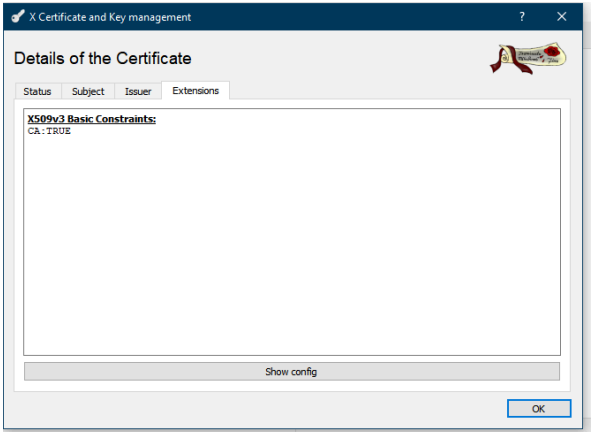 X Certificate and Key management
?
Details of the Certificate
Status Subject Issuer Extensions
X509v3 Basic Constraints:
CA:TRUE
Show config
OK